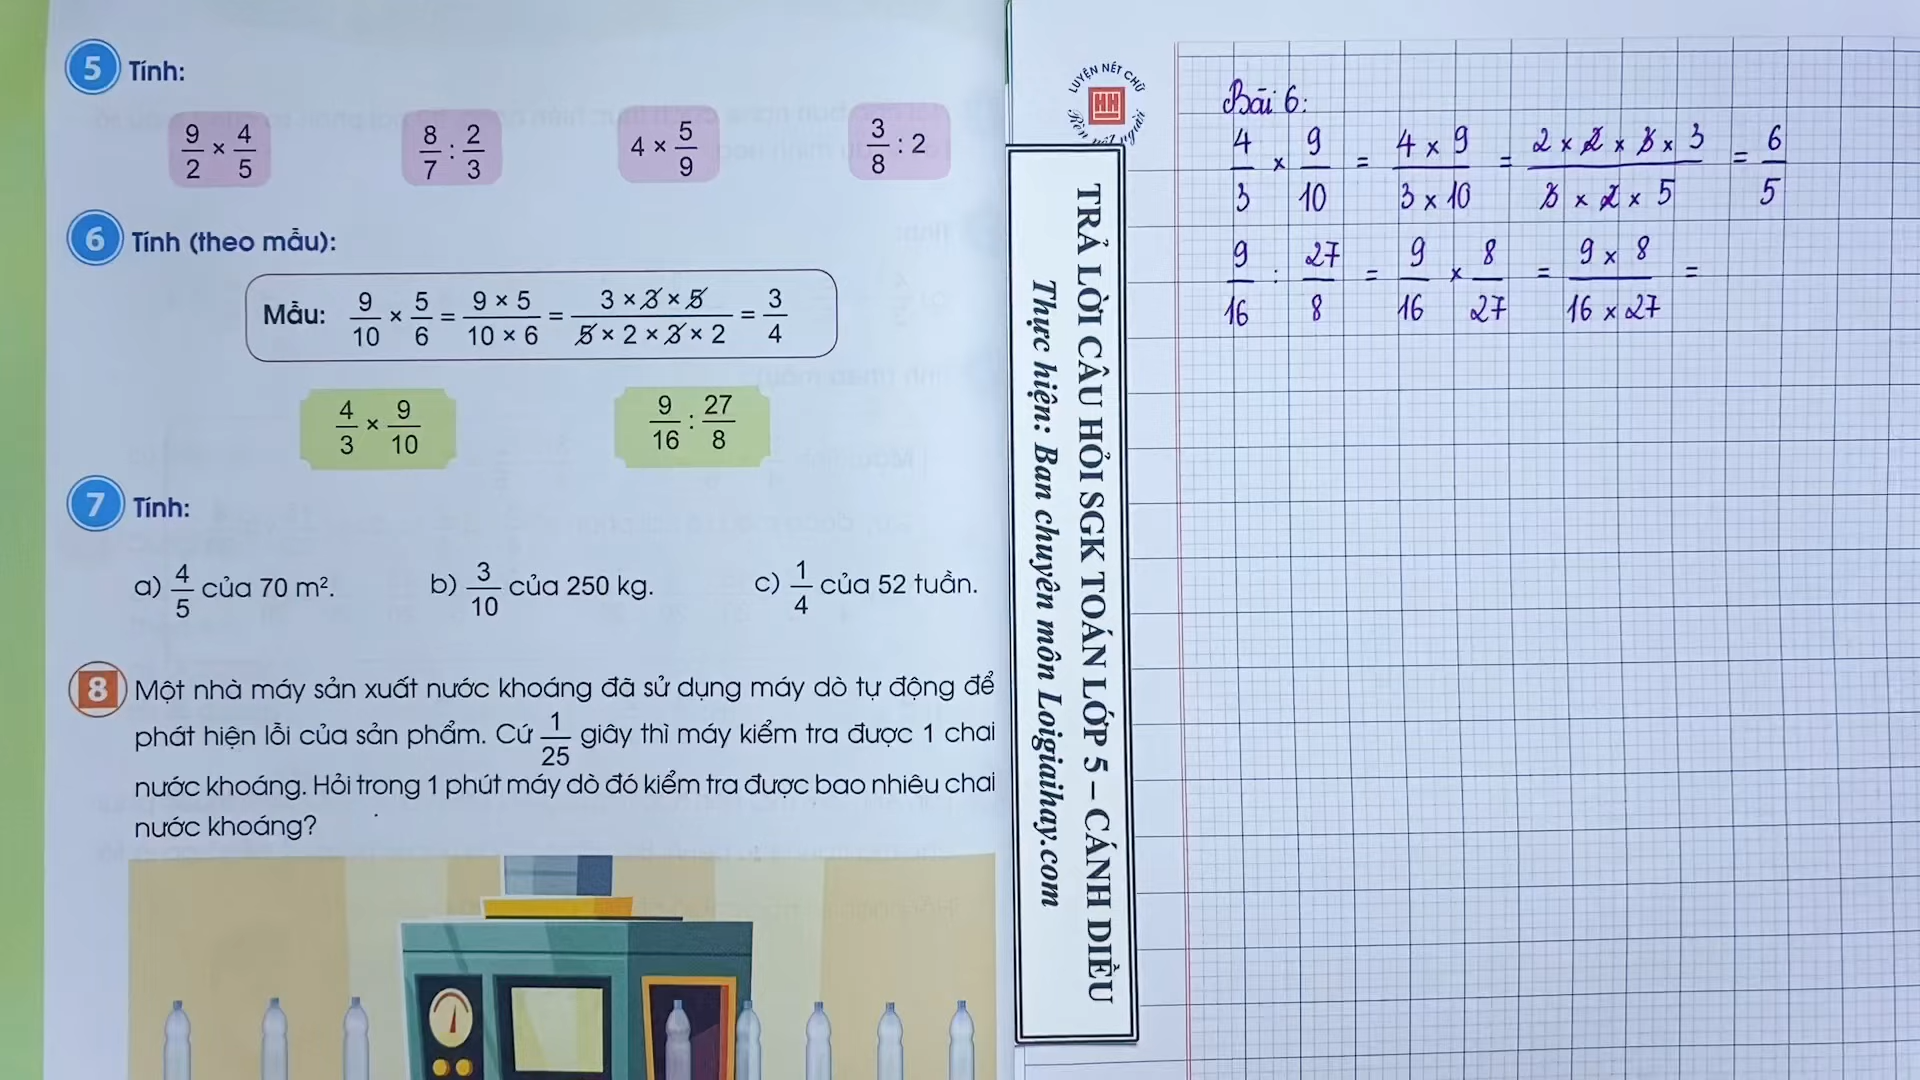 5 Tính:
9/2 × 4/5   8/7 : 2/3   4 × 5/9   3/8 : 2
6 Tính (theo mẫu):
Mẫu: 9/10 × 5/6 = (9 × 5)/(10 × 6) = (3 × 3 × 5)/(5 × 2 × 3 × 2) = 3/4
4/3 × 9/10   9/16 : 27/8
7 Tính:
a) 4/5 của 70 m². b) 3/10 của 250 kg. c) 1/4 của 52 tuần.
8 Một nhà máy sản xuất nước khoáng đã sử dụng máy dò tự động để
phát hiện lỗi của sản phẩm. Cứ 1/25 giây thì máy kiểm tra được 1 chai
nước khoáng. Hỏi trong 1 phút máy dò đó kiểm tra được bao nhiêu chai
nước khoáng?
LUYỆN NÉT CHỮ
HH
Rèn nết người
TRẢ LỜI CÂU HỎI SGK TOÁN LỚP 5 – CÁNH DIỀU
Thực hiện: Ban chuyên môn Loigiaihay.com
Bài 6:
4/3 × 9/10 = (4 × 9)/(3 × 10) = (2 × 2 × 3 × 3)/(3 × 2 × 5) = 6/5
9/16 : 27/8 = 9/16 × 8/27 = (9 × 8)/(16 × 27) =